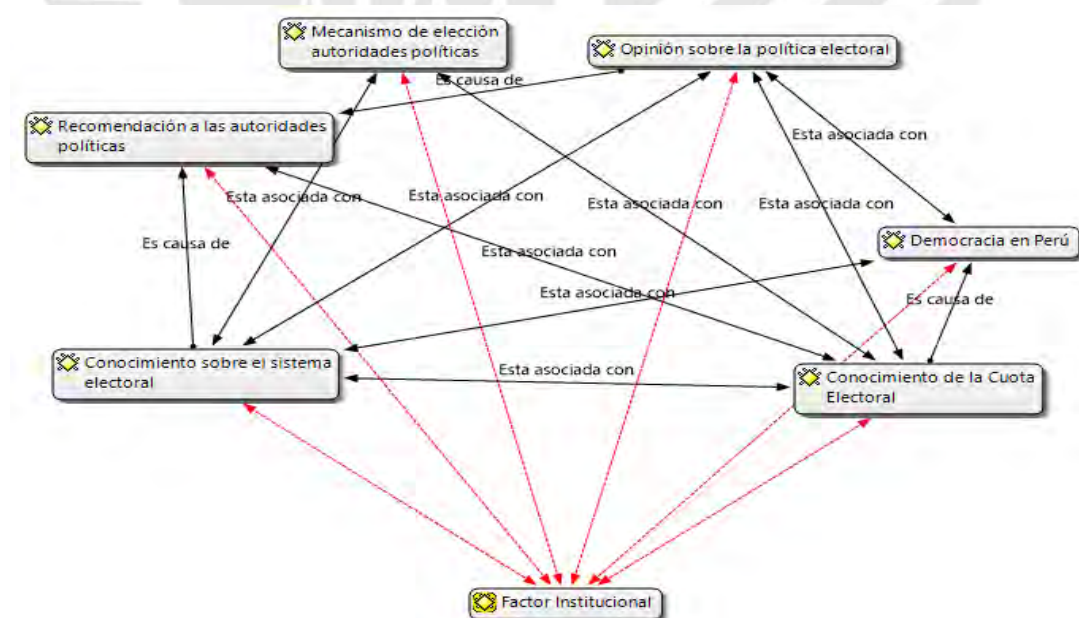 Mecanismo de elección
autoridades políticas
Opinión sobre la política electoral
Es causa de
Recomendación a las autoridades
políticas
Esta asociada con
Esta asociada con
Esta asociada con
Esta asociada con
Esta asociada con
Es causa de
Esta asociada con
Democracia en Perú
Esta asociada con
Es causa de
Conocimiento sobre el sistema
electoral
Esta asociada con
Conocimiento de la Cuota
Electoral
Factor Institucional